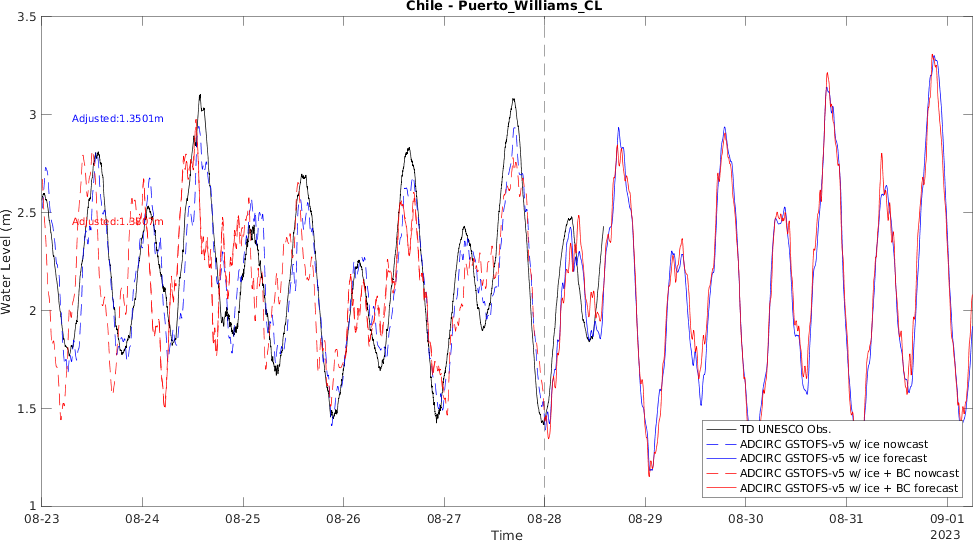 Chile - Puerto_Williams_CL
3.5
3
2.5
2
1.5
1
Water Level (m)
Adjusted:1.3501m
TD UNESCO Obs.
ADCIRC GSTOFS-v5 w/ ice nowcast
ADCIRC GSTOFS-v5 w/ ice forecast
ADCIRC GSTOFS-v5 w/ ice + BC nowcast
ADCIRC GSTOFS-v5 w/ ice + BC forecast
08-23 08-24 08-25 08-26 08-27 08-28 08-29 08-30 08-31 09-01
2023
Time